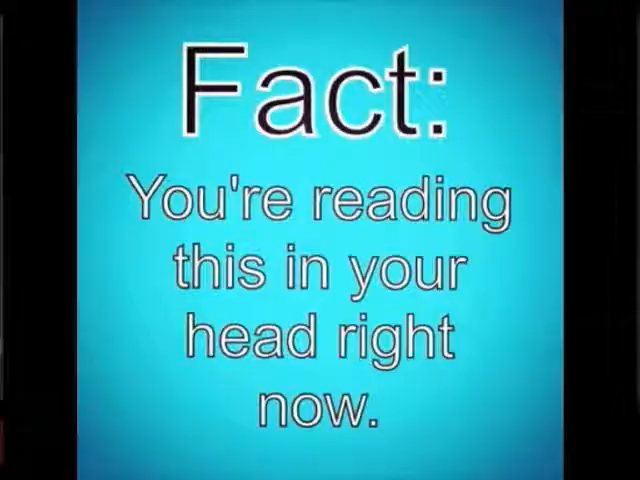 Fact:
You're reading
this in your
head right
now.